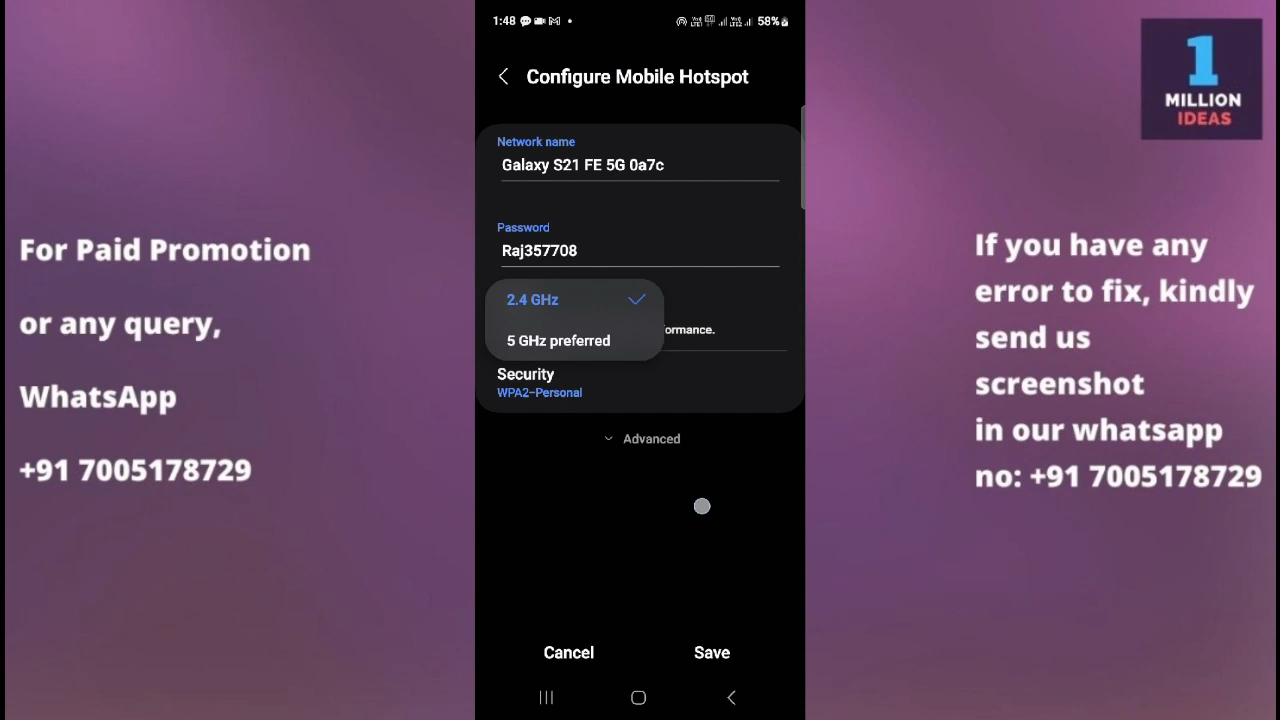 For Paid Promotion
or any query,
WhatsApp
+91 7005178729
1:48
58%
Configure Mobile Hotspot
Network name
Galaxy S21 FE 5G 0a7c
Password
Raj357708
2.4 GHz
5 GHz preferred
ormance.
Security
WPA2-Personal
Advanced
Cancel
Save
1
MILLION
IDEAS
If you have any
error to fix, kindly
send us
screenshot
in our whatsapp
no: +91 7005178729